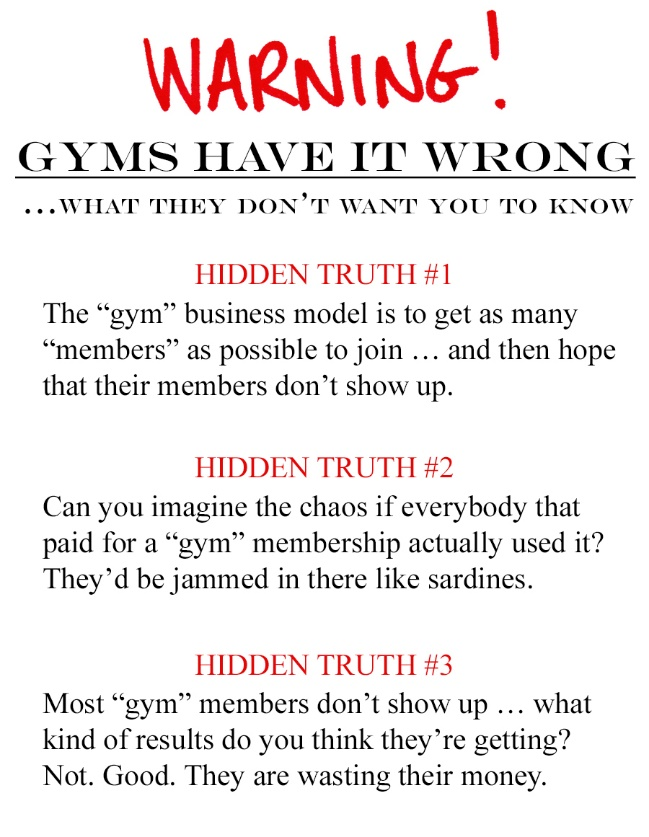 WARNING!
GYMS HAVE IT WRONG
...WHAT THEY DON'T WANT YOU TO KNOW
HIDDEN TRUTH #1
The “gym” business model is to get as many
“members” as possible to join ... and then hope
that their members don’t show up.
HIDDEN TRUTH #2
Can you imagine the chaos if everybody that
paid for a “gym” membership actually used it?
They’d be jammed in there like sardines.
HIDDEN TRUTH #3
Most “gym” members don’t show up ... what
kind of results do you think they’re getting?
Not. Good. They are wasting their money.